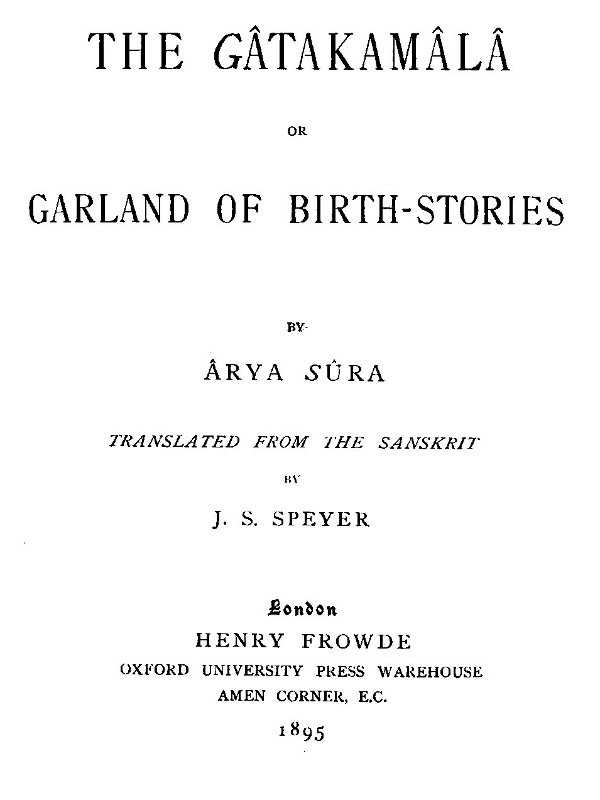 THE GÂTAKAMÂLÂ
OR
GARLAND OF BIRTH-STORIES
BY
ÂRYA SÛRA
TRANSLATED FROM THE SANSKRIT
BY
J. S. SPEYER
London
HENRY FROWDE
OXFORD UNIVERSITY PRESS WAREHOUSE
AMEN CORNER, E.C.
1895